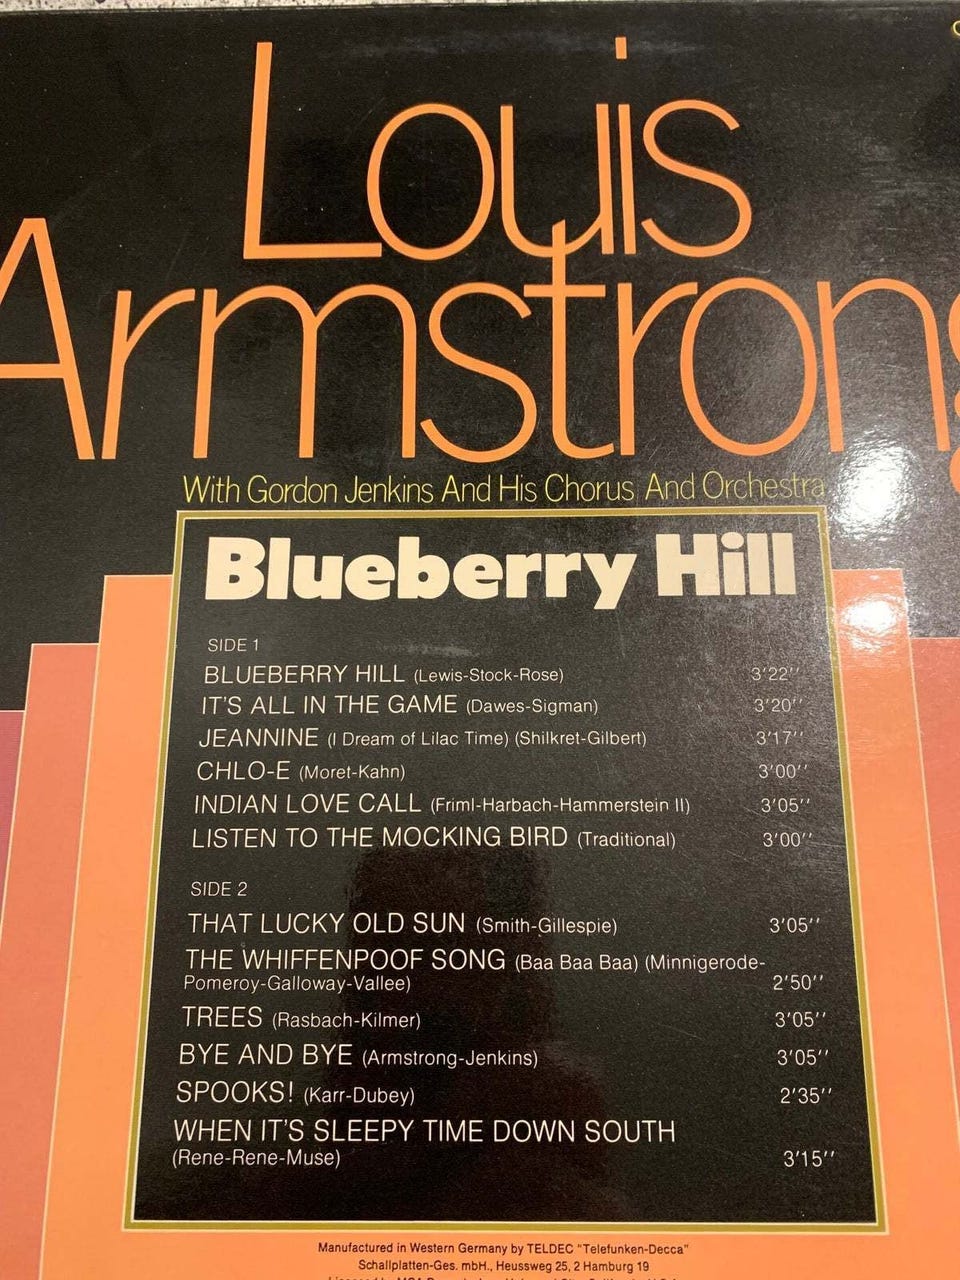 Louis
Armstrong
With Gordon Jenkins And His Chorus And Orchestra
Blueberry Hill
SIDE 1
BLUEBERRY HILL (Lewis-Stock-Rose) 3'22''
IT'S ALL IN THE GAME (Dawes-Sigman) 3'20''
JEANNINE (I Dream of Lilac Time) (Shilkret-Gilbert) 3'17''
CHLO-E (Moret-Kahn) 3'00''
INDIAN LOVE CALL (Friml-Harbach-Hammerstein II) 3'05''
LISTEN TO THE MOCKING BIRD (Traditional) 3'00''
SIDE 2
THAT LUCKY OLD SUN (Smith-Gillespie) 3'05''
THE WHIFFENPOOF SONG (Baa Baa Baa) (Minnigerode-
Pomeroy-Galloway-Vallee) 2'50''
TREES (Rasbach-Kilmer) 3'05''
BYE AND BYE (Armstrong-Jenkins) 3'05''
SPOOKS! (Karr-Dubey) 2'35''
WHEN IT'S SLEEPY TIME DOWN SOUTH
(Rene-Rene-Muse) 3'15''
Manufactured in Western Germany by TELDEC "Telefunken-Decca"
Schallplatten-Ges. mbH., Heussweg 25, 2 Hamburg 19